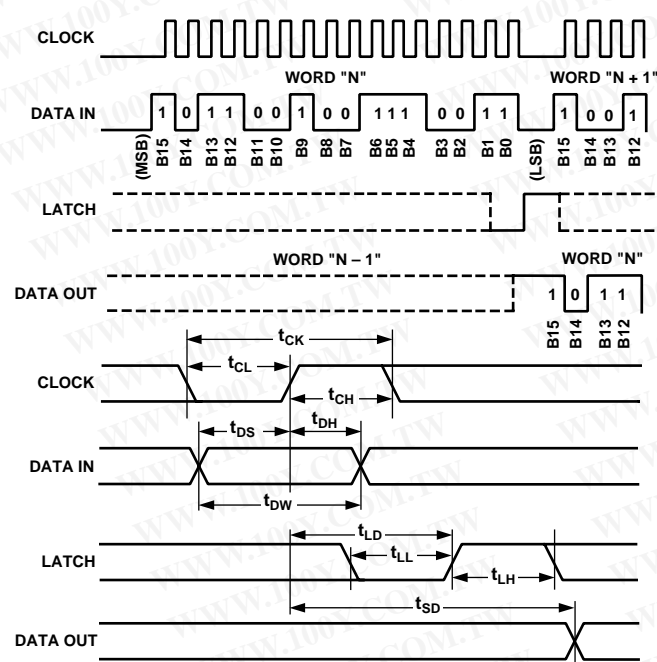 CLOCK
WORD "N" WORD "N + 1"
DATA IN 1 0 1 1 0 0 1 0 0 1 1 1 0 0 1 1 1 0 0 1
(MSB) B15 B14 B13 B12 B11 B10 B9 B8 B7 B6 B5 B4 B3 B2 B1 B0 (LSB) B15 B14 B13 B12
LATCH
WORD "N – 1" WORD "N"
DATA OUT 1 0 1 1
B15 B14 B13 B12
tCK
tCL
CLOCK
tCH
tDS tDH
DATA IN
tDW
tLD
tLL
LATCH
tLH
tSD
DATA OUT
WWW.100Y.COM.TW